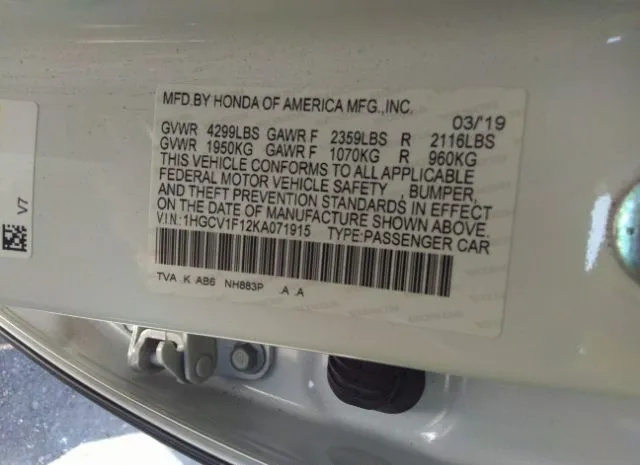 MFD.BY HONDA OF AMERICA MFG.,INC.
03/'19
GVWR 4299LBS GAWR F 2359LBS R 2116LBS
GVWR 1950KG GAWR F 1070KG R 960KG
THIS VEHICLE CONFORMS TO ALL APPLICABLE
FEDERAL MOTOR VEHICLE SAFETY , BUMPER,
AND THEFT PREVENTION STANDARDS IN EFFECT
ON THE DATE OF MANUFACTURE SHOWN ABOVE.
V.I.N.:1HGCV1F12KA071915 TYPE:PASSENGER CAR
TVA K AB6 NH883P .A .A
V7